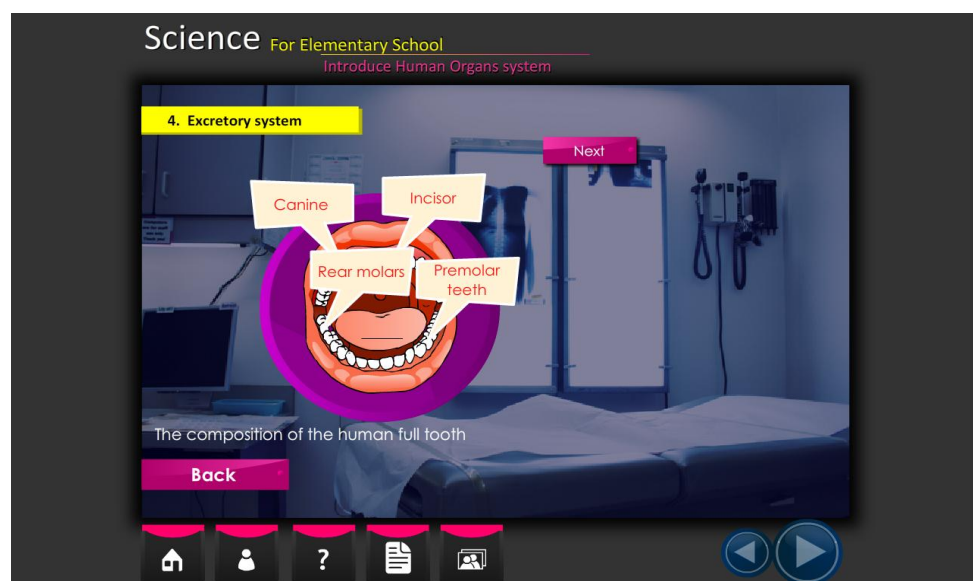 Science For Elementary School
Introduce Human Organs system
4. Excretory system
Next
Canine
Incisor
Rear molars
Premolar
teeth
The composition of the human full tooth
Back
?